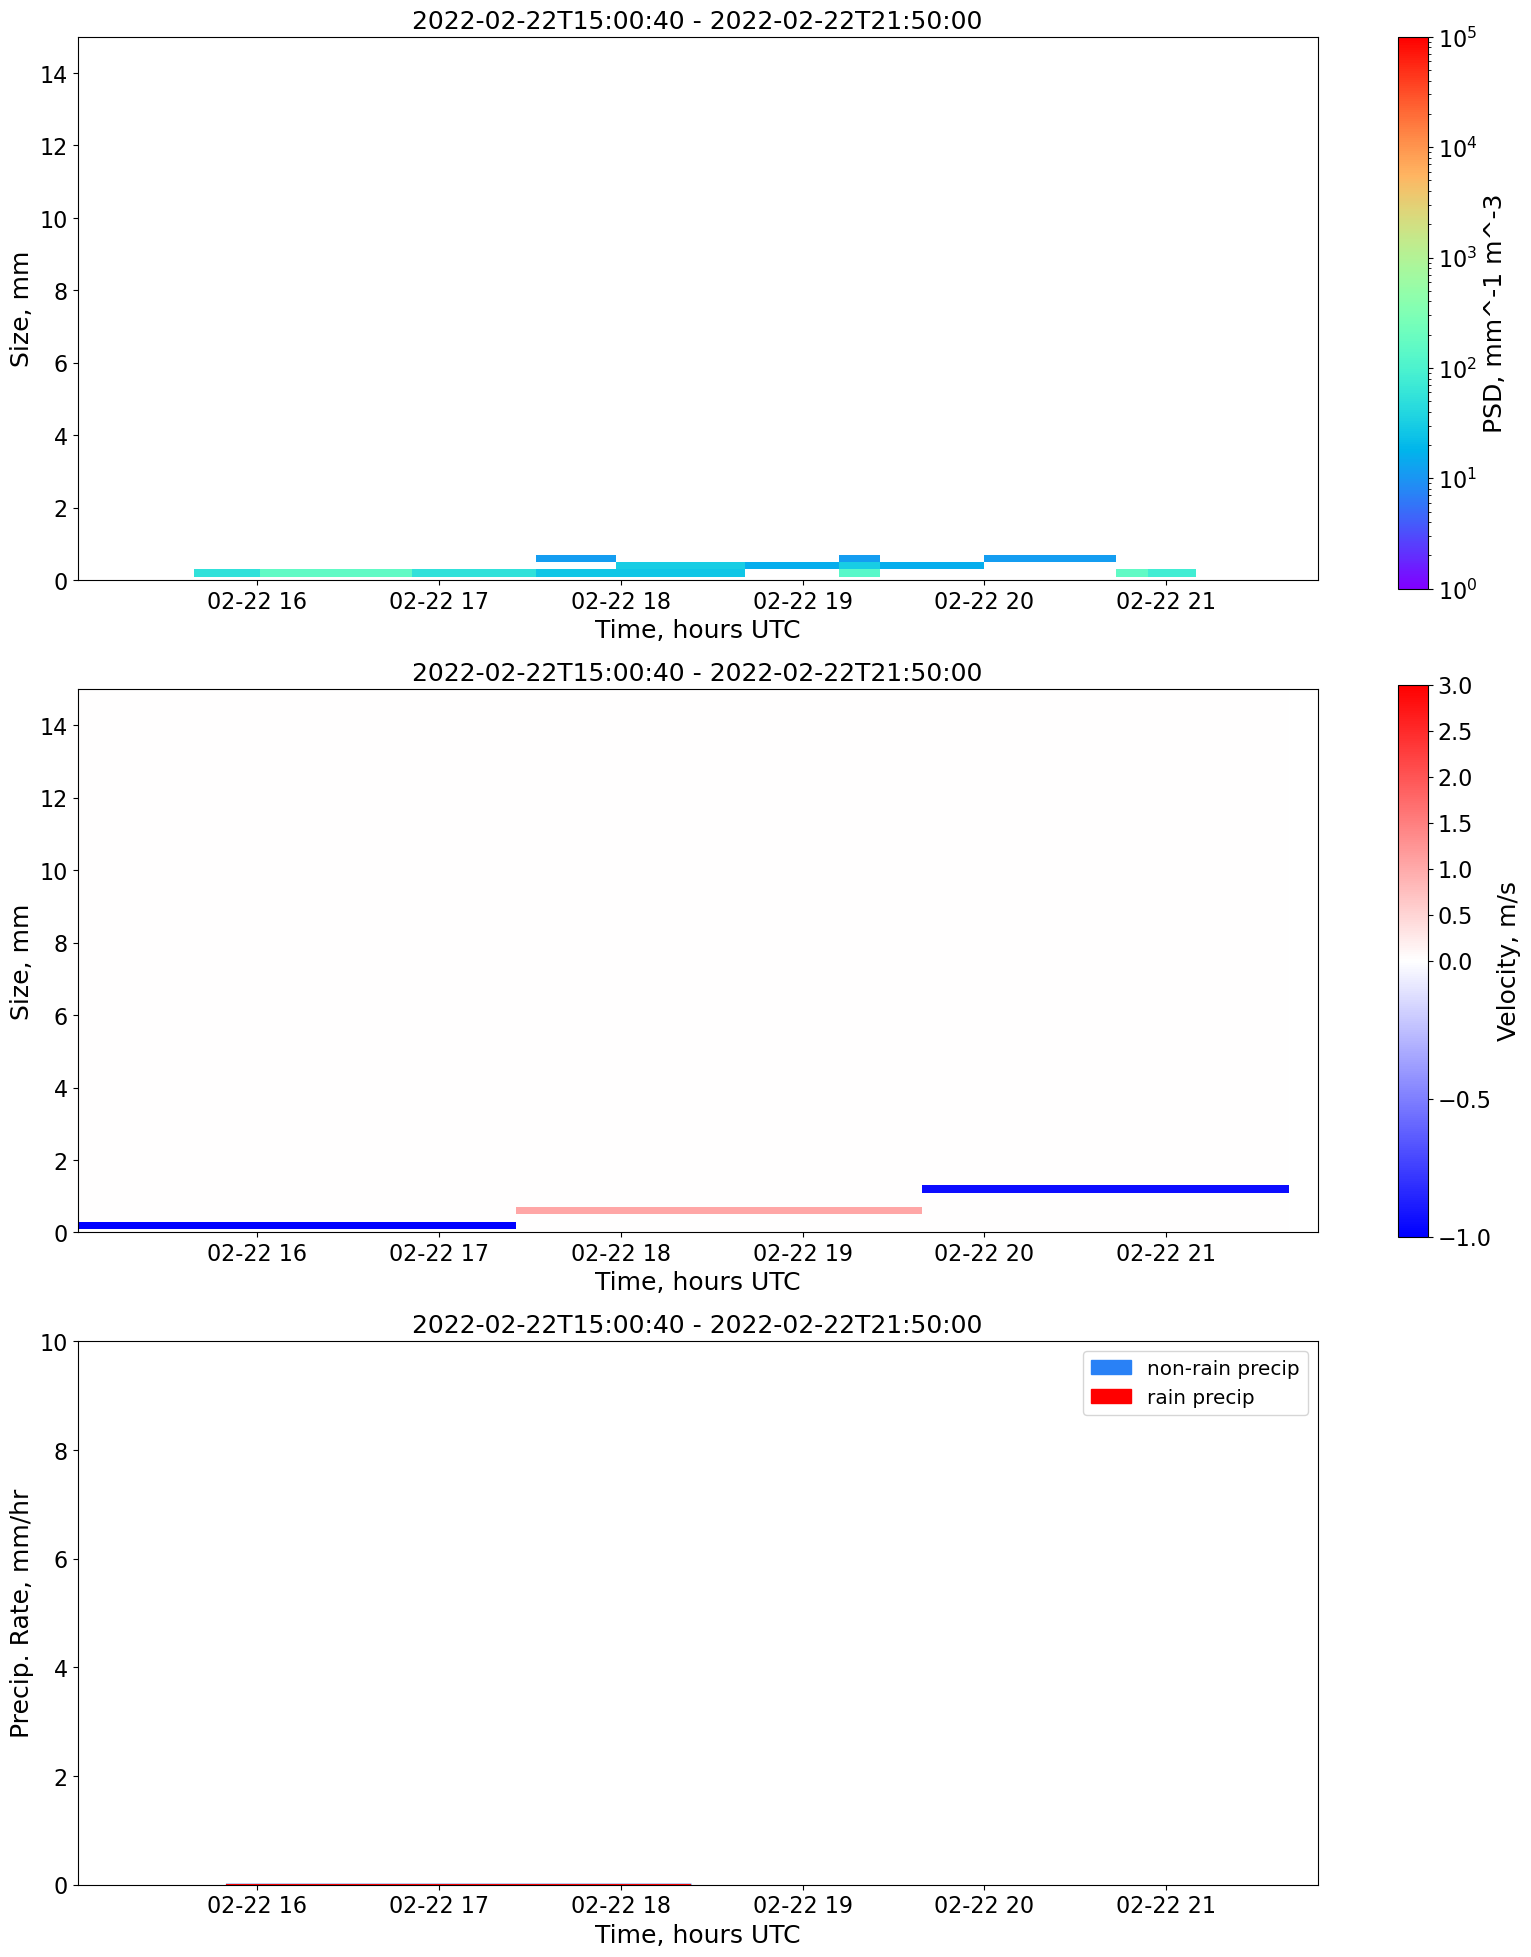 2022-02-22T15:00:40 - 2022-02-22T21:50:00
14
12
10
8
6
4
2
0
Size, mm
02-22 16 02-22 17 02-22 18 02-22 19 02-22 20 02-22 21
Time, hours UTC
10^5
10^4
10^3
10^2
10^1
10^0
PSD, mm^-1 m^-3
2022-02-22T15:00:40 - 2022-02-22T21:50:00
14
12
10
8
6
4
2
0
Size, mm
02-22 16 02-22 17 02-22 18 02-22 19 02-22 20 02-22 21
Time, hours UTC
3.0
2.5
2.0
1.5
1.0
0.5
0.0
−0.5
−1.0
Velocity, m/s
2022-02-22T15:00:40 - 2022-02-22T21:50:00
10
8
6
4
2
0
Precip. Rate, mm/hr
non-rain precip
rain precip
02-22 16 02-22 17 02-22 18 02-22 19 02-22 20 02-22 21
Time, hours UTC